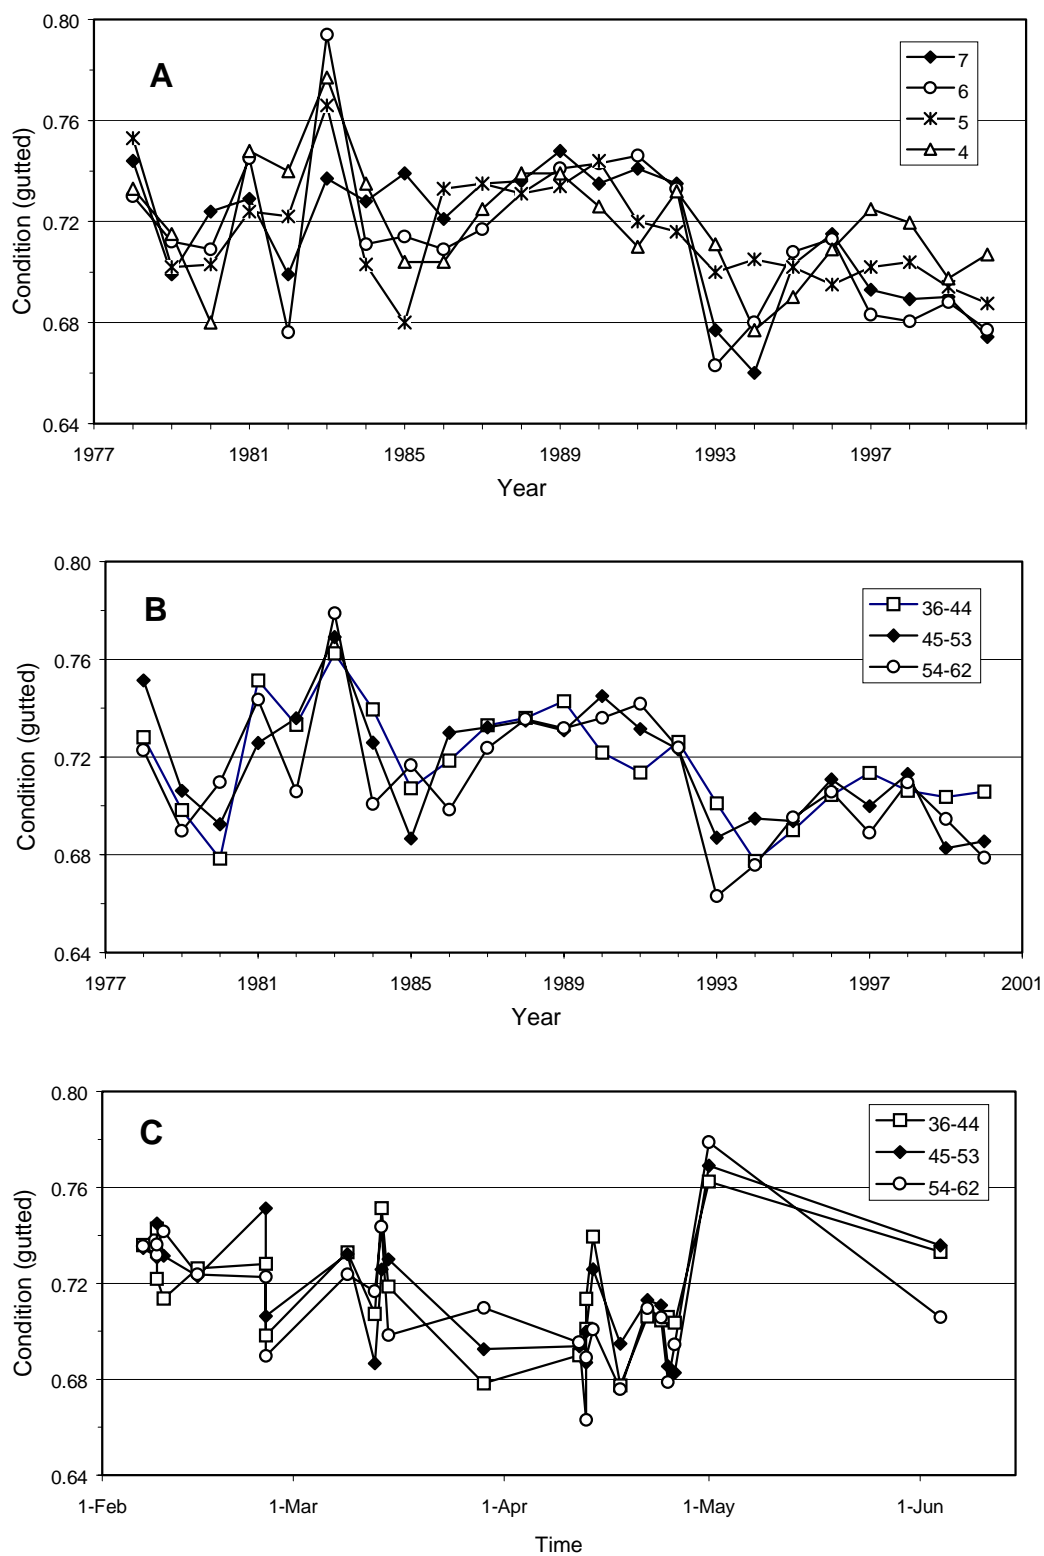 0.80
A
7
6
5
4
0.76
0.72
0.68
0.64
Condition (gutted)
1977 1981 1985 1989 1993 1997
Year
0.80
B
36-44
45-53
54-62
0.76
0.72
0.68
0.64
Condition (gutted)
1977 1981 1985 1989 1993 1997 2001
Year
0.80
C
36-44
45-53
54-62
0.76
0.72
0.68
0.64
Condition (gutted)
1-Feb 1-Mar 1-Apr 1-May 1-Jun
Time